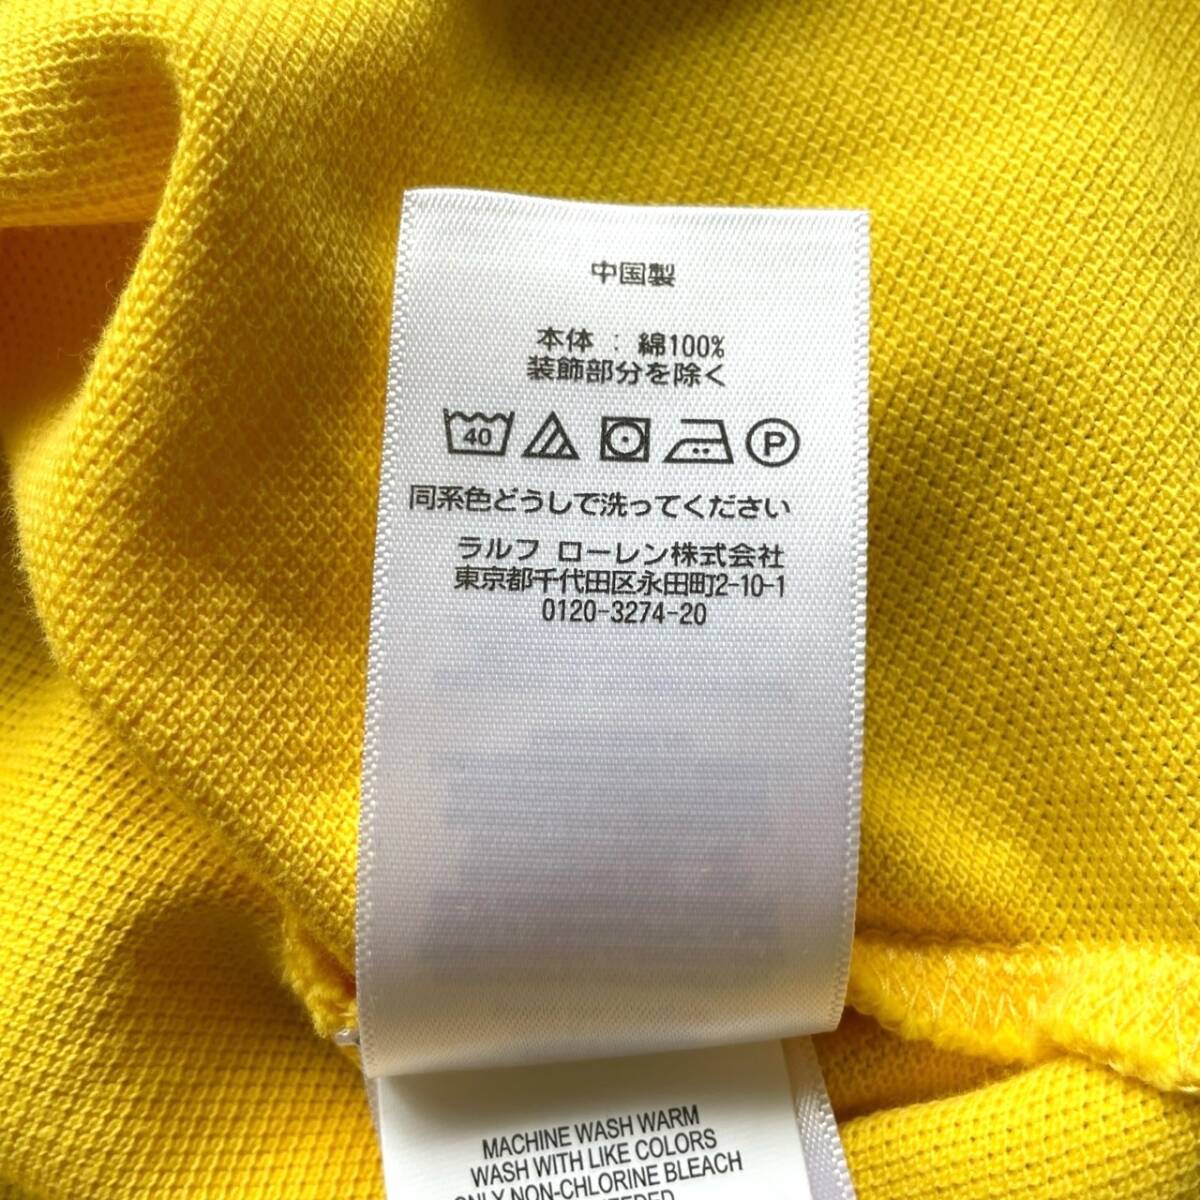 中国製
本体 : 綿100%
装飾部分を除く
40 P
同系色どうしで洗ってください
ラルフ ローレン株式会社
東京都千代田区永田町2-10-1
0120-3274-20
MACHINE WASH WARM
WASH WITH LIKE COLORS
ONLY NON-CHLORINE BLEACH